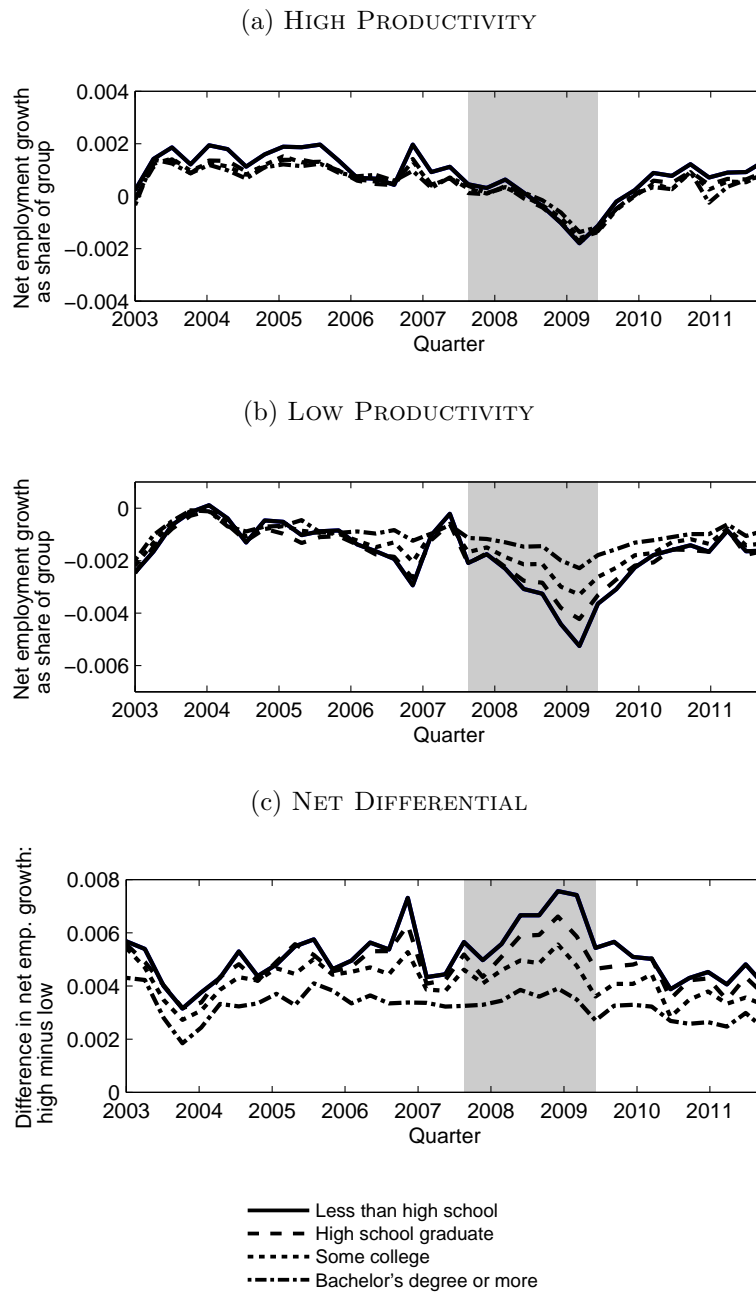 (a) High Productivity
0.004
0.002
0
−0.002
−0.004
Net employment growth
as share of group
2003 2004 2005 2006 2007 2008 2009 2010 2011
Quarter
(b) Low Productivity
0
−0.002
−0.004
−0.006
Net employment growth
as share of group
2003 2004 2005 2006 2007 2008 2009 2010 2011
Quarter
(c) Net Differential
0.008
0.006
0.004
0.002
0
Difference in net emp. growth:
high minus low
2003 2004 2005 2006 2007 2008 2009 2010 2011
Quarter
Less than high school
High school graduate
Some college
Bachelor's degree or more